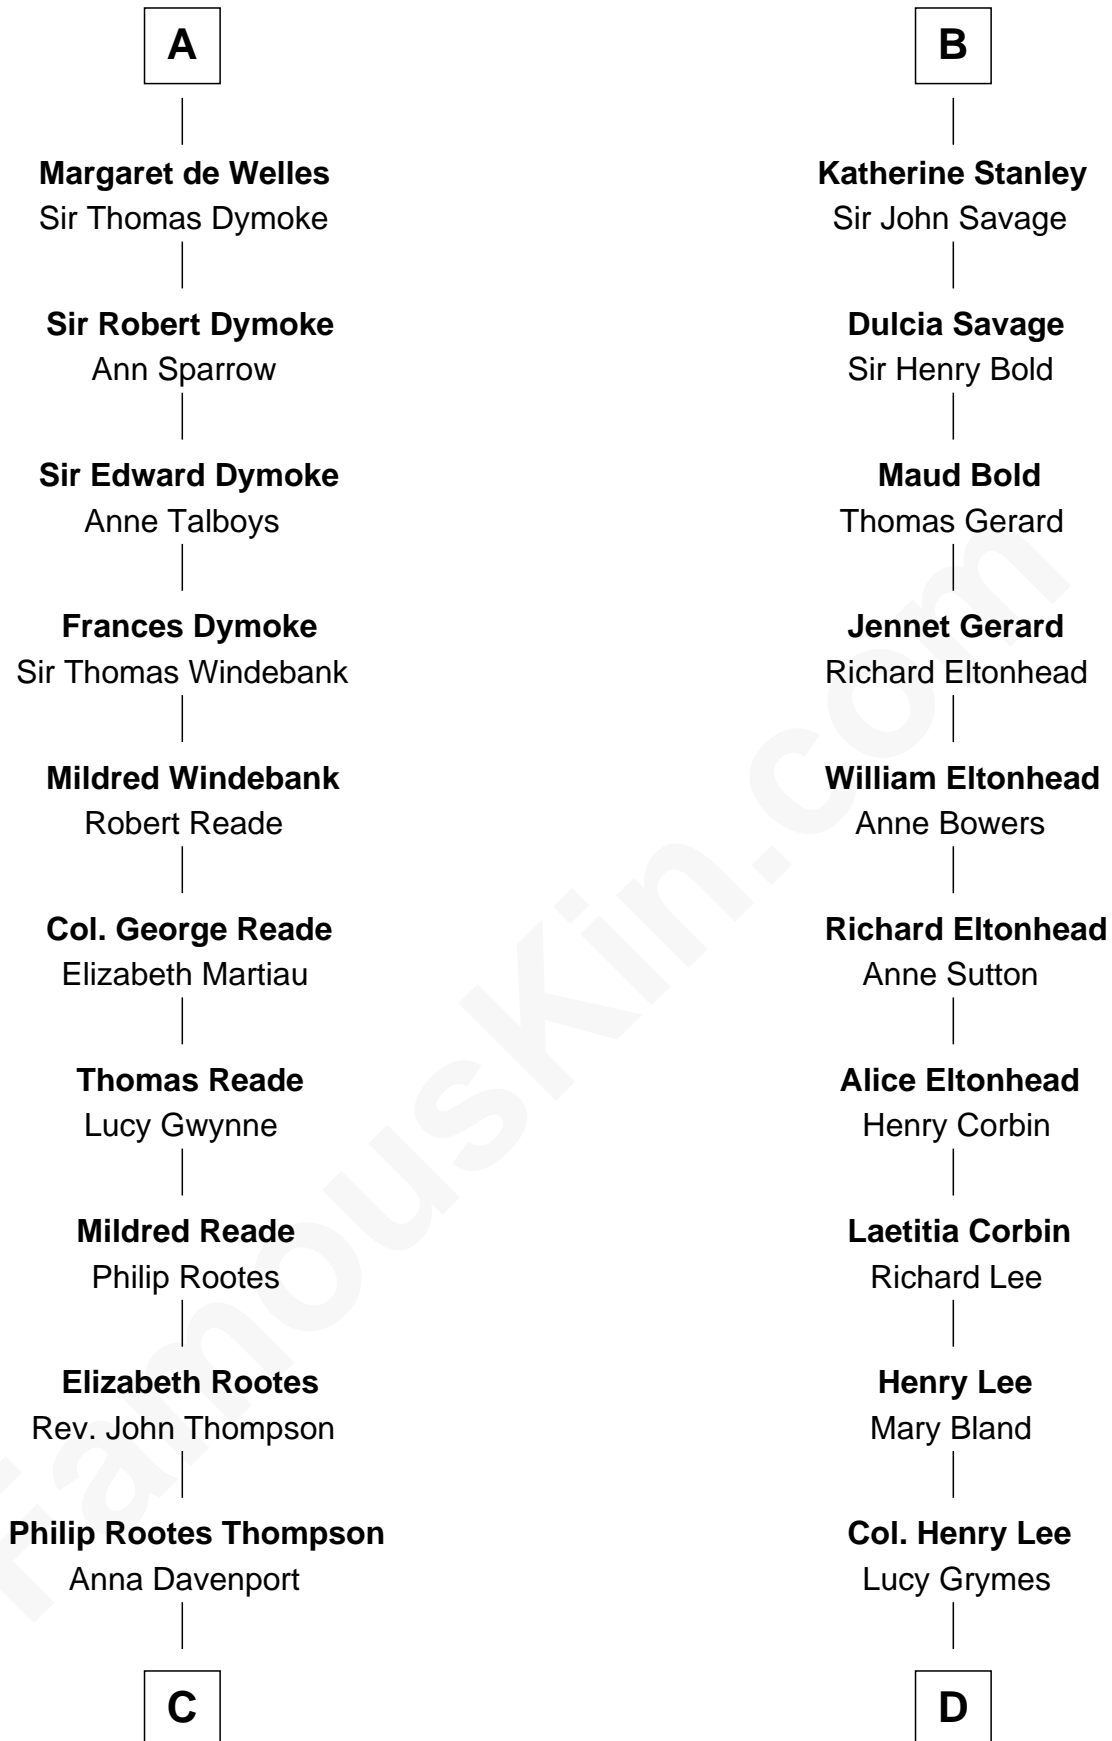 A
Margaret de Welles
Sir Thomas Dymoke
Sir Robert Dymoke
Ann Sparrow
Sir Edward Dymoke
Anne Talboys
Frances Dymoke
Sir Thomas Windebank
Mildred Windebank
Robert Reade
Col. George Reade
Elizabeth Martiau
Thomas Reade
Lucy Gwynne
Mildred Reade
Philip Rootes
Elizabeth Rootes
Rev. John Thompson
Philip Rootes Thompson
Anna Davenport
C
B
Katherine Stanley
Sir John Savage
Dulcia Savage
Sir Henry Bold
Maud Bold
Thomas Gerard
Jennet Gerard
Richard Eltonhead
William Eltonhead
Anne Bowers
Richard Eltonhead
Anne Sutton
Alice Eltonhead
Henry Corbin
Laetitia Corbin
Richard Lee
Henry Lee
Mary Bland
Col. Henry Lee
Lucy Grymes
D
FamousKin.com